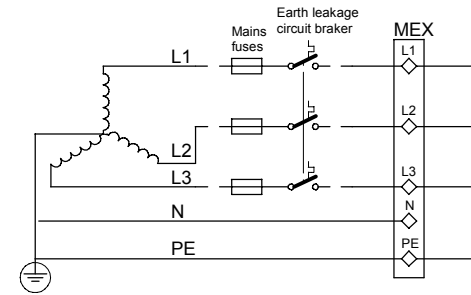 Earth leakage
circuit braker
Mains
fuses
MEX
L1
L1
L2
L2
L3
L3
N
N
PE
PE